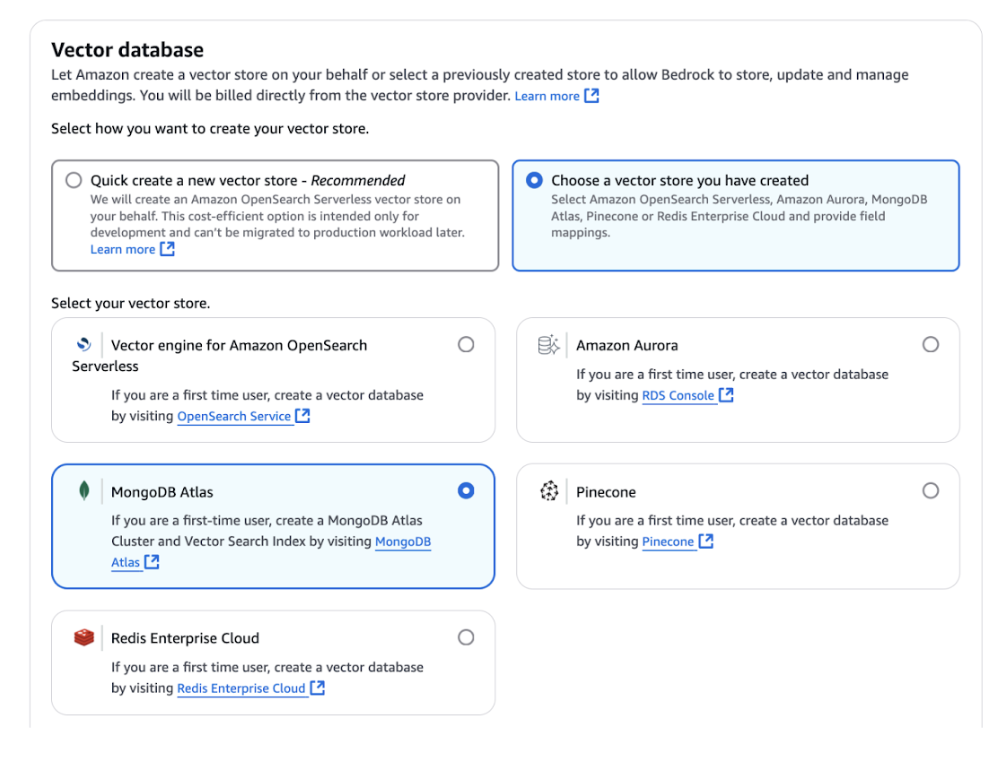 Vector database
Let Amazon create a vector store on your behalf or select a previously created store to allow Bedrock to store, update and manage
embeddings. You will be billed directly from the vector store provider. Learn more
Select how you want to create your vector store.
Quick create a new vector store - Recommended
We will create an Amazon OpenSearch Serverless vector store on
your behalf. This cost-efficient option is intended only for
development and can't be migrated to production workload later.
Learn more
Choose a vector store you have created
Select Amazon OpenSearch Serverless, Amazon Aurora, MongoDB
Atlas, Pinecone or Redis Enterprise Cloud and provide field
mappings.
Select your vector store.
Vector engine for Amazon OpenSearch
Serverless
If you are a first time user, create a vector database
by visiting OpenSearch Service
Amazon Aurora
If you are a first time user, create a vector database
by visiting RDS Console
MongoDB Atlas
If you are a first-time user, create a MongoDB Atlas
Cluster and Vector Search Index by visiting MongoDB
Atlas
Pinecone
If you are a first time user, create a vector database
by visiting Pinecone
Redis Enterprise Cloud
If you are a first time user, create a vector database
by visiting Redis Enterprise Cloud